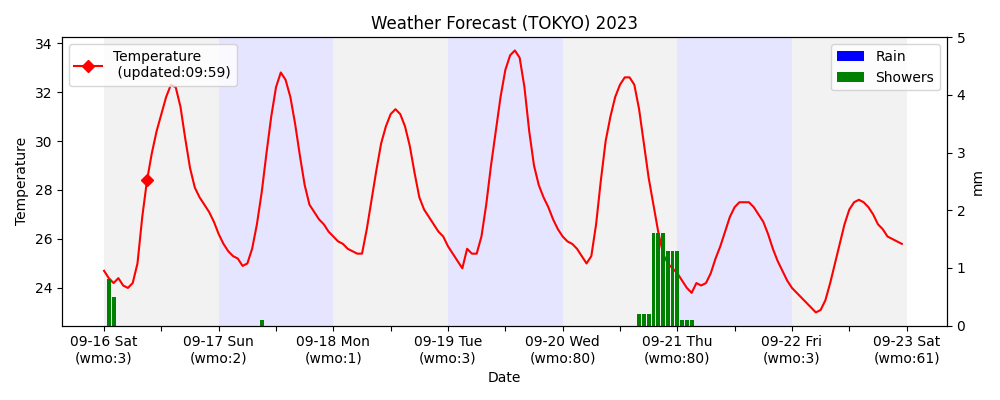 Weather Forecast (TOKYO) 2023
Temperature
(updated:09:59)
Rain
Showers
34
32
30
28
26
24
Temperature
5
4
3
2
1
0
mm
09-16 Sat
(wmo:3)
09-17 Sun
(wmo:2)
09-18 Mon
(wmo:1)
09-19 Tue
(wmo:3)
09-20 Wed
(wmo:80)
09-21 Thu
(wmo:80)
09-22 Fri
(wmo:3)
09-23 Sat
(wmo:61)
Date